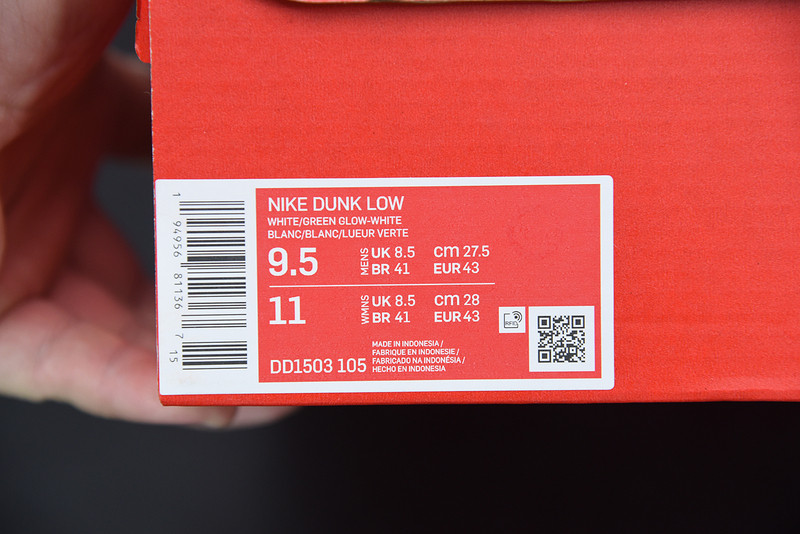 1 94956 81136 7 15
NIKE DUNK LOW
WHITE/GREEN GLOW-WHITE
BLANC/BLANC/LUEUR VERTE
9.5 MENS UK 8.5 cm 27.5
BR 41 EUR 43
11 WMNS UK 8.5 cm 28
BR 41 EUR 43
RFID
DD1503 105
MADE IN INDONESIA /
FABRIQUE EN INDONESIE /
FABRICADO NA INDONÉSIA /
HECHO EN INDONESIA